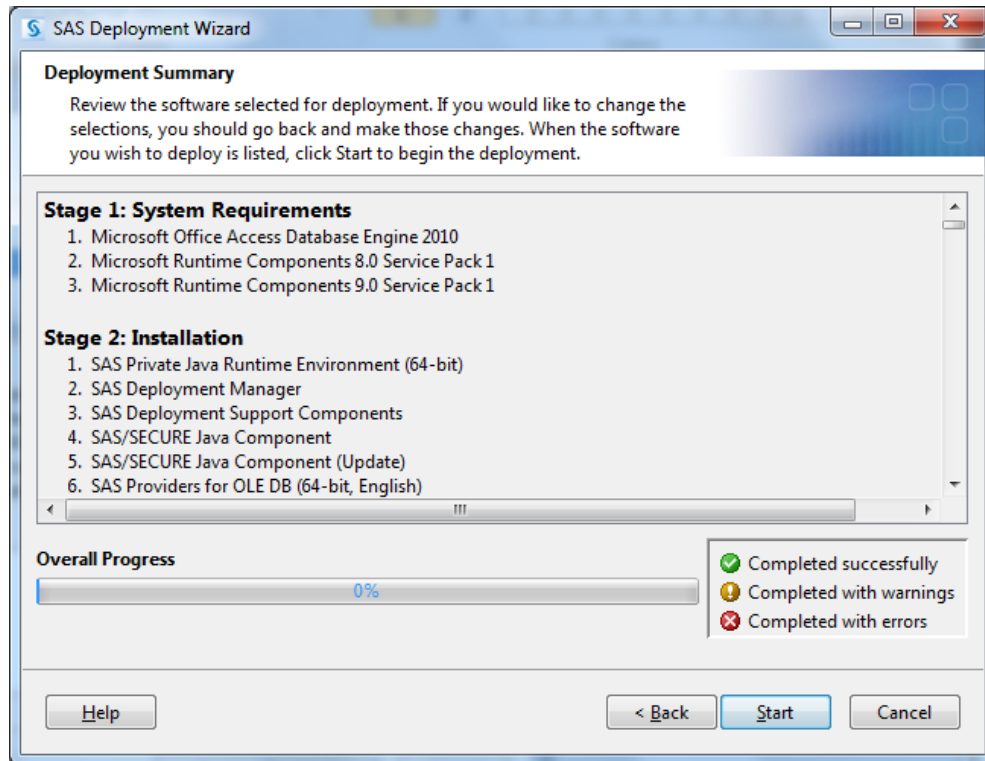 SAS Deployment Wizard
Deployment Summary
Review the software selected for deployment. If you would like to change the
selections, you should go back and make those changes. When the software
you wish to deploy is listed, click Start to begin the deployment.
Stage 1: System Requirements
1. Microsoft Office Access Database Engine 2010
2. Microsoft Runtime Components 8.0 Service Pack 1
3. Microsoft Runtime Components 9.0 Service Pack 1
Stage 2: Installation
1. SAS Private Java Runtime Environment (64-bit)
2. SAS Deployment Manager
3. SAS Deployment Support Components
4. SAS/SECURE Java Component
5. SAS/SECURE Java Component (Update)
6. SAS Providers for OLE DB (64-bit, English)
Overall Progress
0%
Completed successfully
Completed with warnings
Completed with errors
Help
< Back
Start
Cancel